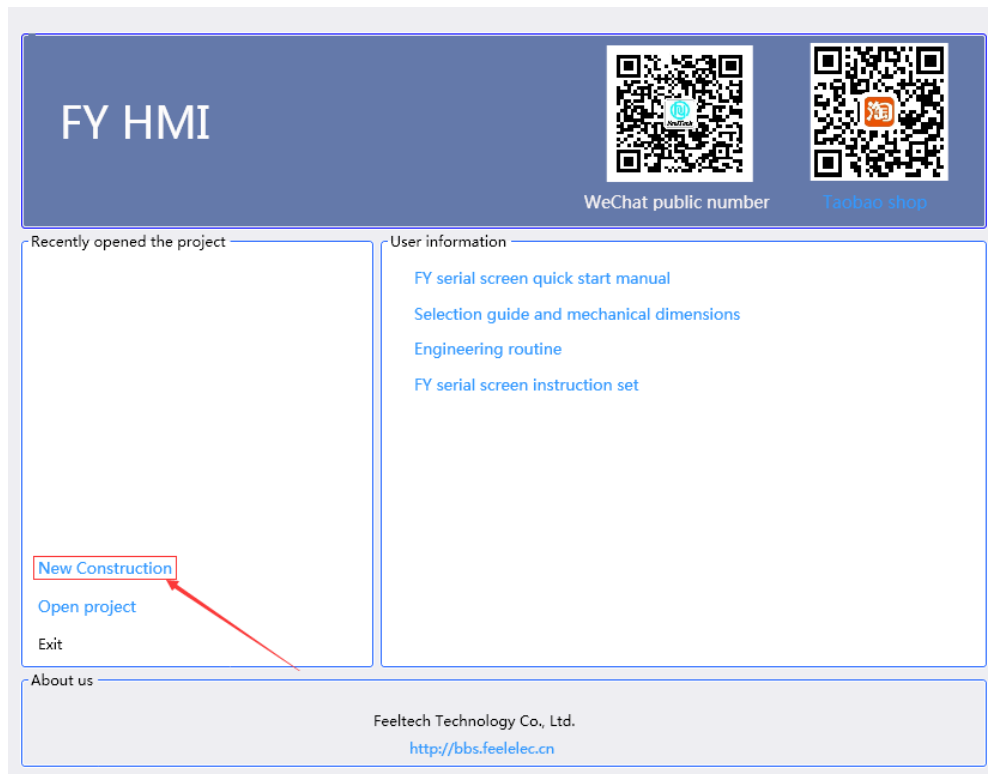 FY HMI
淘
FeelTech
WeChat public number
Taobao shop
Recently opened the project
User information
FY serial screen quick start manual
Selection guide and mechanical dimensions
Engineering routine
FY serial screen instruction set
New Construction
Open project
Exit
About us
Feeltech Technology Co., Ltd.
http://bbs.feelelec.cn